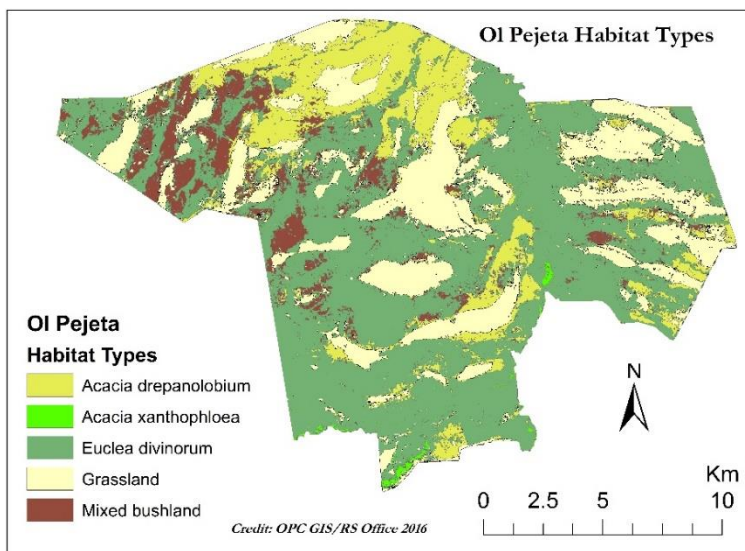 Ol Pejeta Habitat Types
Ol Pejeta
Habitat Types
Acacia drepanolobium
Acacia xanthophloea
Euclea divinorum
Grassland
Mixed bushland
N
Km
0 2.5 5 10
Credit: OPC GIS/RS Office 2016